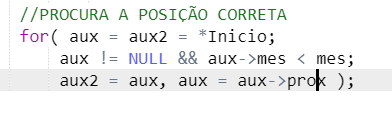 //PROCURA A POSIÇÃO CORRETA
for( aux = aux2 = *Inicio;
aux != NULL && aux->mes < mes;
aux2 = aux, aux = aux->prox );